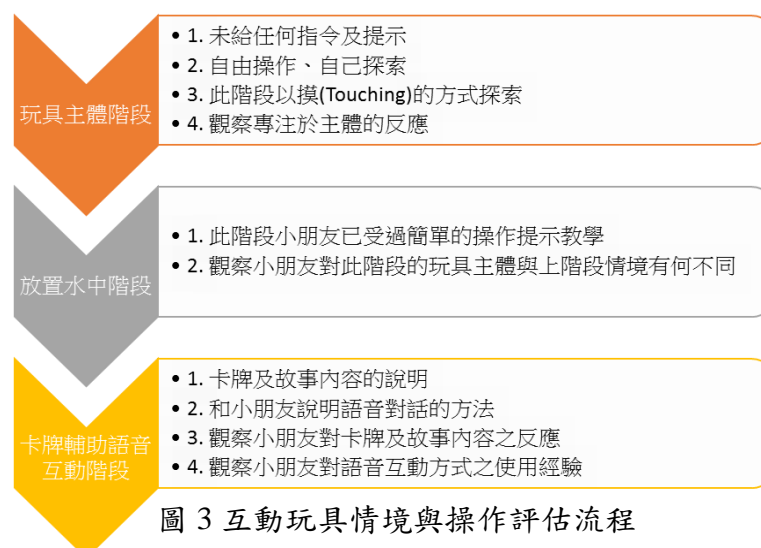 玩具主體階段
• 1. 未給任何指令及提示
• 2. 自由操作、自己探索
• 3. 此階段以摸(Touching)的方式探索
• 4. 觀察專注於主體的反應
放置水中階段
• 1. 此階段小朋友已受過簡單的操作提示教學
• 2. 觀察小朋友對此階段的玩具主體與上階段情境有何不同
卡牌輔助語音
互動階段
• 1. 卡牌及故事內容的說明
• 2. 和小朋友說明語音對話的方法
• 3. 觀察小朋友對卡牌及故事內容之反應
• 4. 觀察小朋友對語音互動方式之使用經驗
圖 3 互動玩具情境與操作評估流程